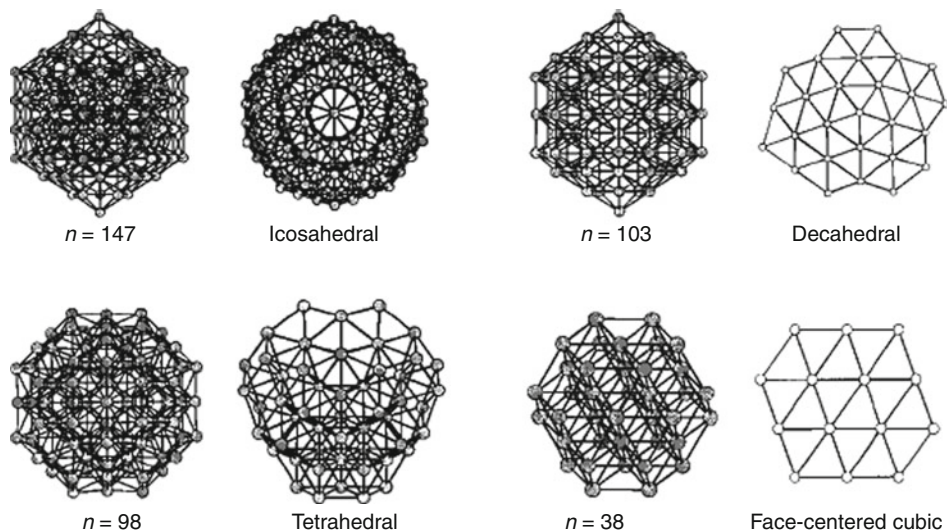 n = 147
Icosahedral
n = 103
Decahedral
n = 98
Tetrahedral
n = 38
Face-centered cubic